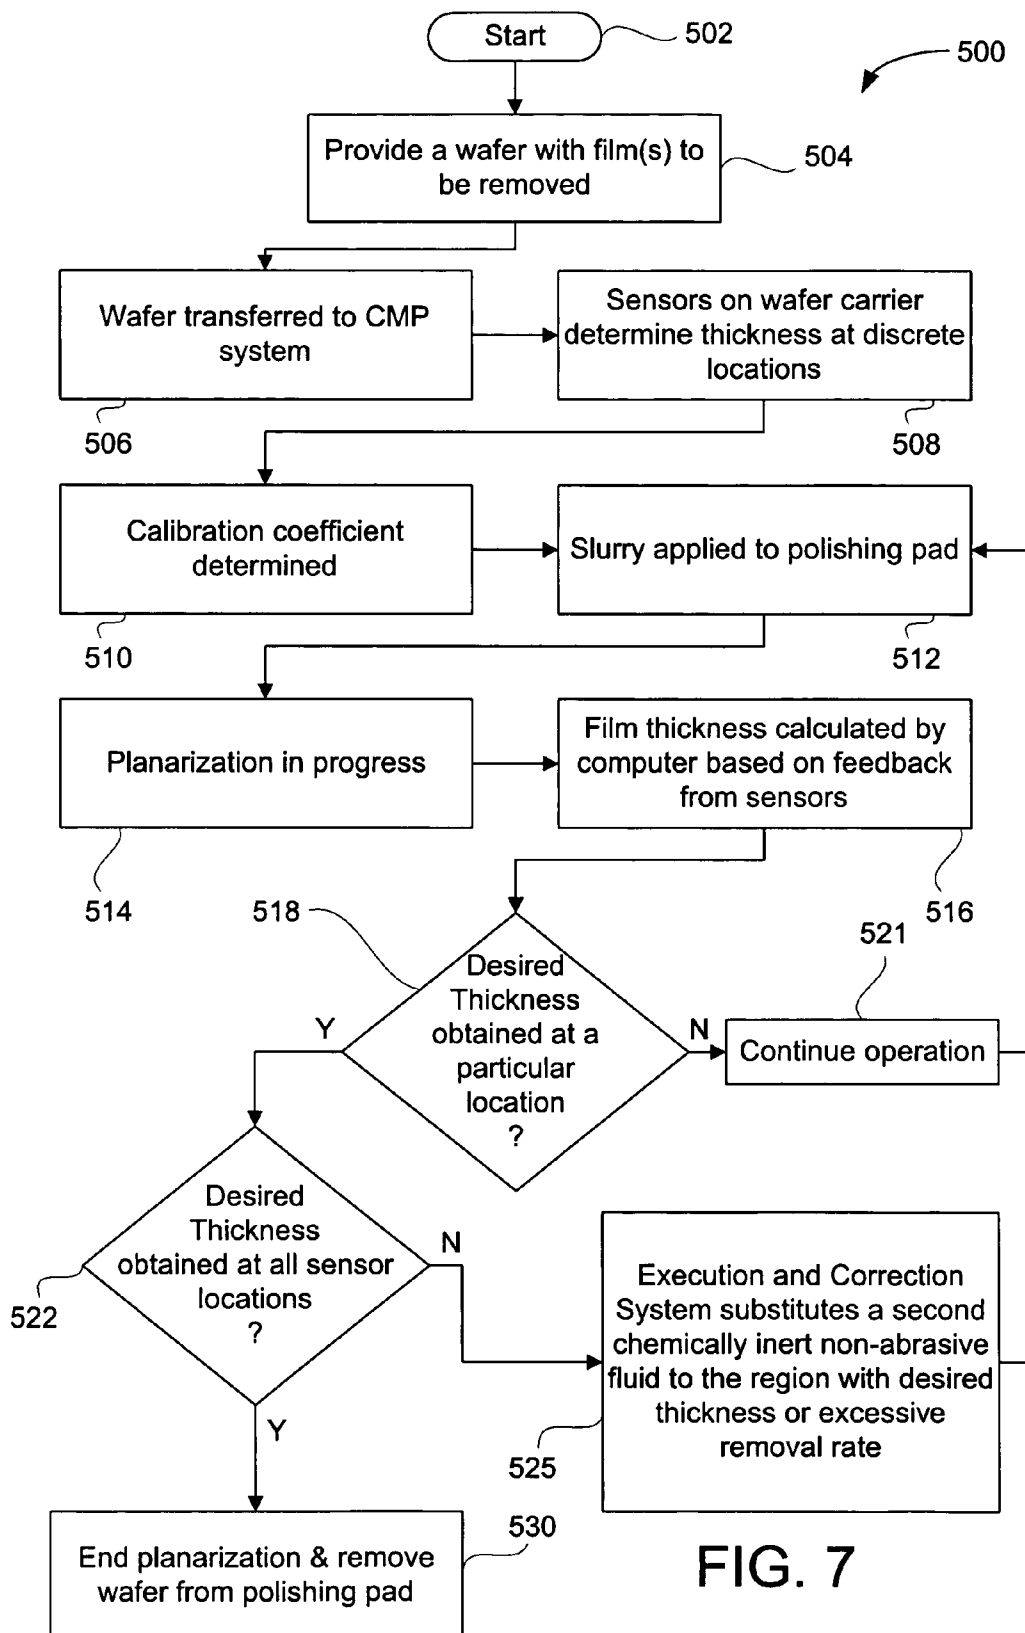 Start
502
500
Provide a wafer with film(s) to
be removed
504
Wafer transferred to CMP
system
506
Sensors on wafer carrier
determine thickness at discrete
locations
508
Calibration coefficient
determined
510
Slurry applied to polishing pad
512
Planarization in progress
514
Film thickness calculated by
computer based on feedback
from sensors
516
518
Desired
Thickness
obtained at a
particular
location
?
Y
N
521
Continue operation
Desired
Thickness
obtained at all sensor
locations
?
522
N
Y
Execution and Correction
System substitutes a second
chemically inert non-abrasive
fluid to the region with desired
thickness or excessive
removal rate
525
End planarization & remove
wafer from polishing pad
530
FIG. 7